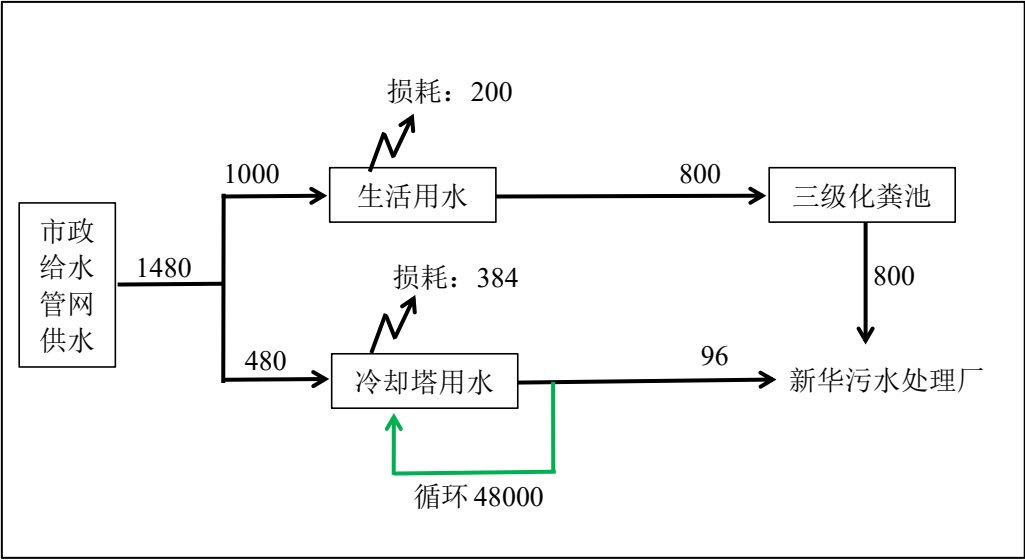 损耗：200
1000
生活用水
800
三级化粪池
市政
给水
管网
供水
1480
损耗：384
800
480
冷却塔用水
96
新华污水处理厂
循环 48000